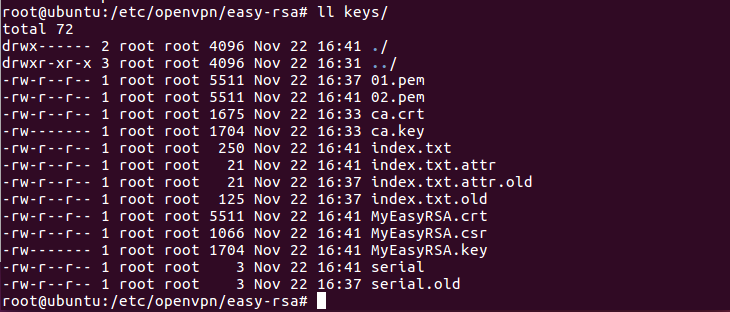 root@ubuntu:/etc/openvpn/easy-rsa# ll keys/
total 72
drwx------ 2 root root 4096 Nov 22 16:41 ./
drwxr-xr-x 3 root root 4096 Nov 22 16:31 ../
-rw-r--r-- 1 root root 5511 Nov 22 16:37 01.pem
-rw-r--r-- 1 root root 5511 Nov 22 16:41 02.pem
-rw-r--r-- 1 root root 1675 Nov 22 16:33 ca.crt
-rw------- 1 root root 1704 Nov 22 16:33 ca.key
-rw-r--r-- 1 root root  250 Nov 22 16:41 index.txt
-rw-r--r-- 1 root root   21 Nov 22 16:41 index.txt.attr
-rw-r--r-- 1 root root   21 Nov 22 16:37 index.txt.attr.old
-rw-r--r-- 1 root root  125 Nov 22 16:37 index.txt.old
-rw-r--r-- 1 root root 5511 Nov 22 16:41 MyEasyRSA.crt
-rw-r--r-- 1 root root 1066 Nov 22 16:41 MyEasyRSA.csr
-rw------- 1 root root 1704 Nov 22 16:41 MyEasyRSA.key
-rw-r--r-- 1 root root    3 Nov 22 16:41 serial
-rw-r--r-- 1 root root    3 Nov 22 16:37 serial.old
root@ubuntu:/etc/openvpn/easy-rsa#